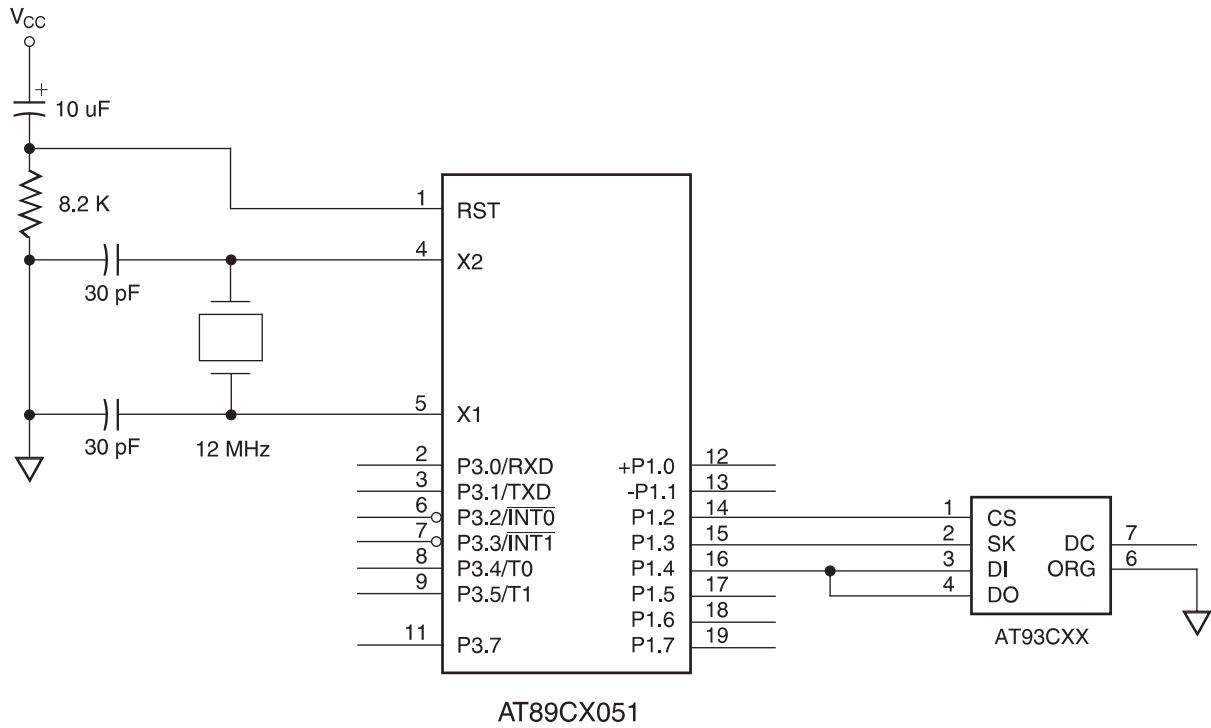 VCC
+
10 uF
8.2 K
30 pF
30 pF
12 MHz
1 RST
4 X2
5 X1
2 P3.0/RXD
3 P3.1/TXD
6 P3.2/INT0
7 P3.3/INT1
8 P3.4/T0
9 P3.5/T1
11 P3.7
+P1.0 12
-P1.1 13
P1.2 14
P1.3 15
P1.4 16
P1.5 17
P1.6 18
P1.7 19
AT89CX051
1 CS
2 SK
3 DI
4 DO
DC 7
ORG 6
AT93CXX